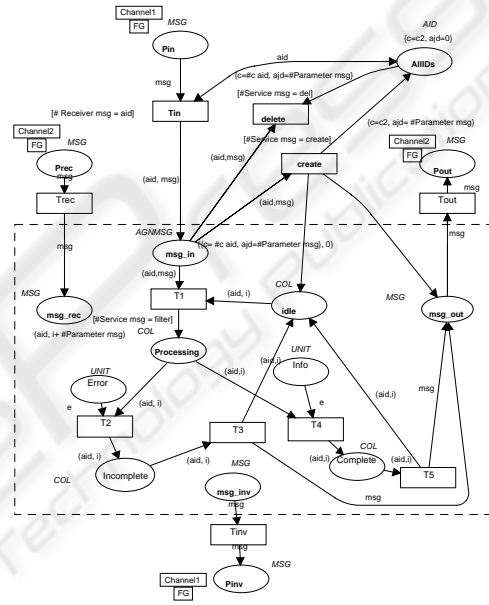 Channel1
FG
MSG
Pin
AID
{c=c2, ajd=0}
aid
AllIDs
msg
{c=#c aid, ajd=#Parameter msg}
[#Service msg = del]
[# Receiver msg = aid]
Tin
delete
{c=c2, ajd= #Parameter msg}
Channel2
FG
MSG
Prec
msg
[#Service msg = create]
(aid,msg)
create
Channel2
FG
MSG
Pout
msg
Trec
(aid, msg)
(aid,msg)
Tout
msg
AGNMSG
msg_in
({c= #c aid, ajd=#Parameter msg}, 0)
msg
(aid,msg)
MSG
msg_rec
T1
(aid, i)
COL
idle
MSG
msg_out
(aid, i+ #Parameter msg)
[#Service msg = filter]
COL
Processing
UNIT
Info
(aid,i)
(aid,i)
UNIT
Error
(aid,i)
(aid,i)
msg
e
T2
(aid, i)
T3
e
T4
(aid, i)
COL
Incomplete
(aid, i)
(aid,i)
COL
Complete
(aid,i)
T5
MSG
msg_inv
msg
msg
Tinv
msg
Channel1
FG
MSG
Pinv